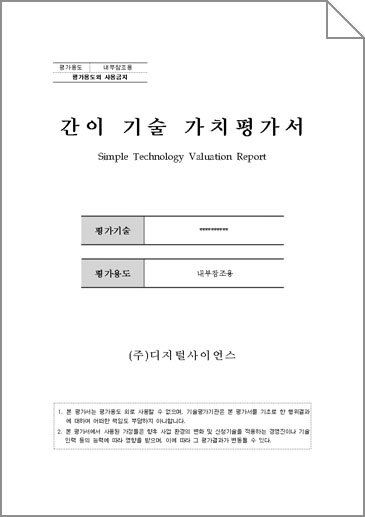 평가용도 내부참조용
평가용도외 사용금지
간이 기술 가치평가서
Simple Technology Valuation Report
평가기술 **********
평가용도 내부참조용
(주)디지털사이언스
1. 본 평가서는 평가용도 외로 사용할 수 없으며, 기술평가기관은 본 평가서를 기초로 한 행위결과
에 대하여 어떠한 책임도 부담하지 아니합니다.
2. 본 평가서에서 사용된 가정들은 향후 사업 환경의 변화 및 신청기술을 적용하는 경영진이나 기술
인력 등의 능력에 따라 영향을 받으며, 이에 따라 그 평가결과가 변동될 수 있다.